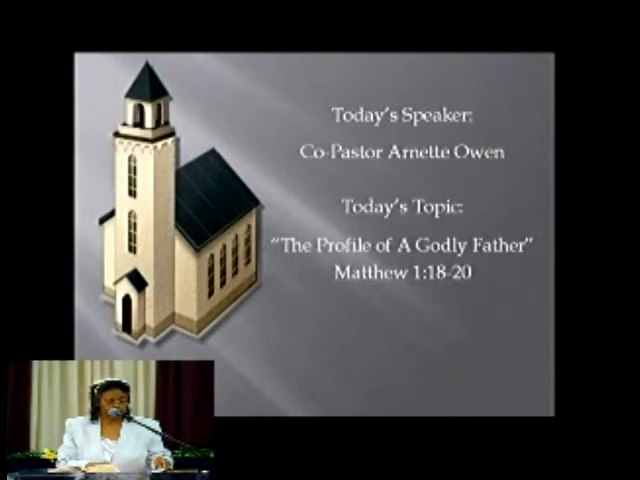 Today's Speaker:
Co-Pastor Arnette Owen
Today's Topic:
"The Profile of A Godly Father"
Matthew 1:18-20